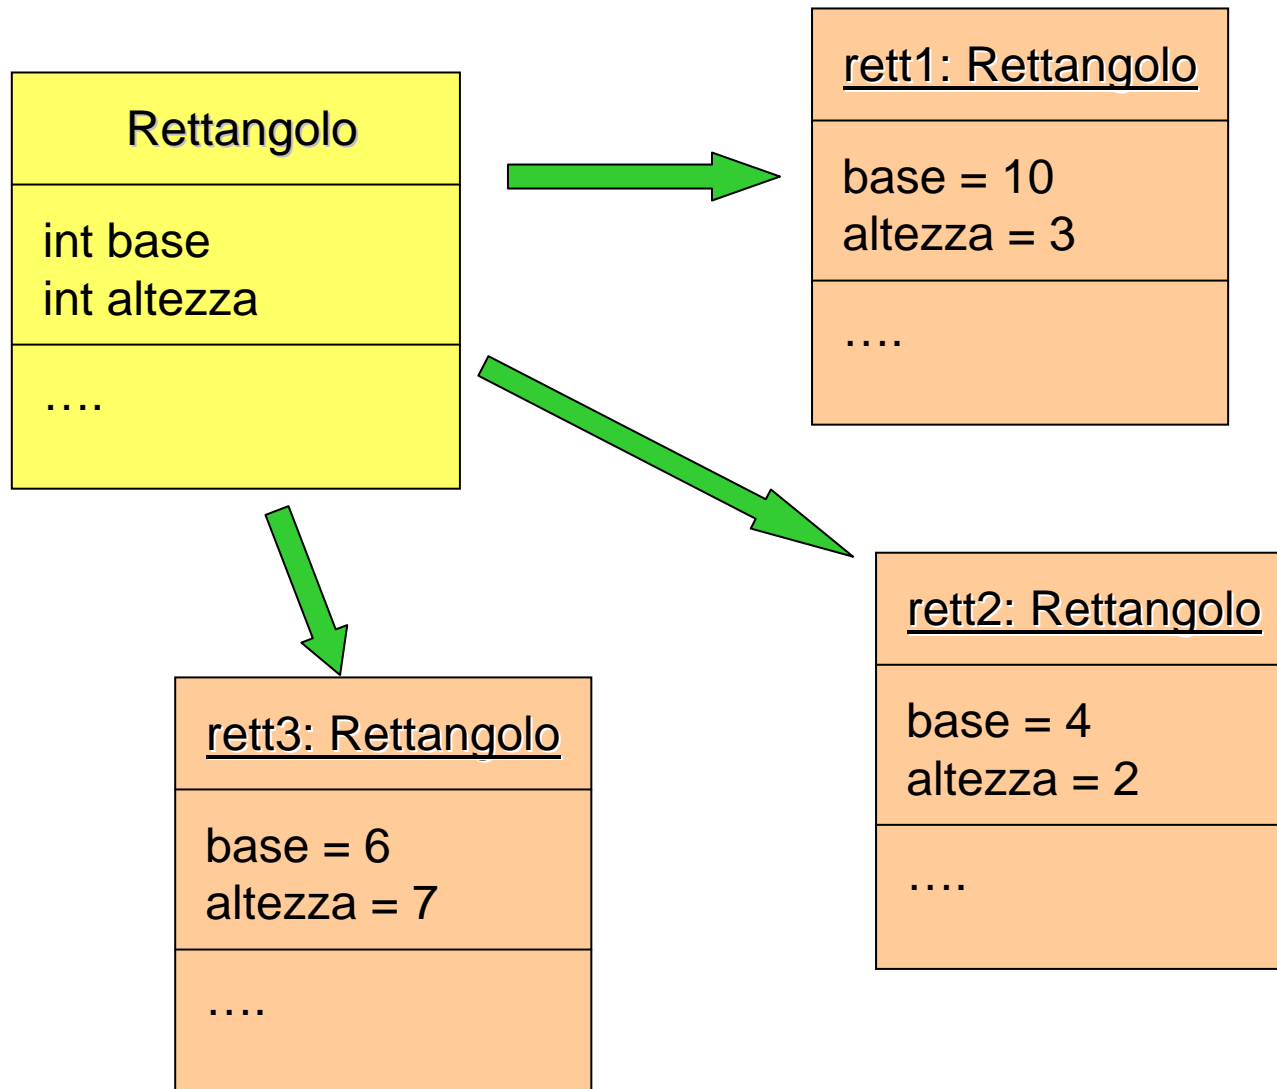 Rettangolo
int base
int altezza
….
rett1: Rettangolo
base = 10
altezza = 3
….
rett2: Rettangolo
base = 4
altezza = 2
….
rett3: Rettangolo
base = 6
altezza = 7
….